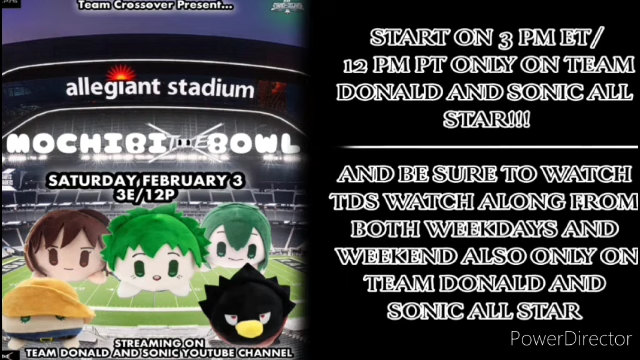 Team Crossover Present...
allegiant stadium
MOCHIBI THE BOWL
SATURDAY, FEBRUARY 3
3E/12P
STREAMING ON
TEAM DONALD AND SONIC YOUTUBE CHANNEL
START ON 3 PM ET/
12 PM PT ONLY ON TEAM
DONALD AND SONIC ALL
STAR!!!
AND BE SURE TO WATCH
TDS WATCH ALONG FROM
BOTH WEEKDAYS AND
WEEKEND ALSO ONLY ON
TEAM DONALD AND
SONIC ALL STAR
PowerDirector